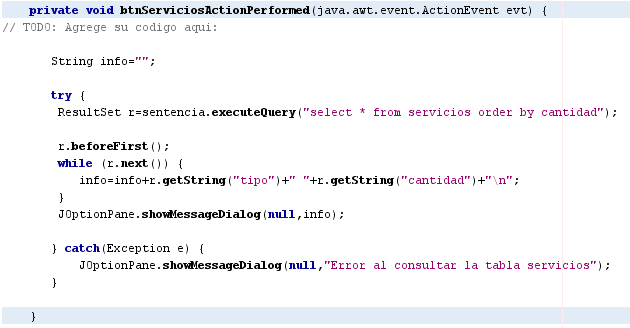 private void btnServiciosActionPerformed(java.awt.event.ActionEvent evt) {
// TODO: Agrege su codigo aqui:
String info="";
try {
ResultSet r=sentencia.executeQuery("select * from servicios order by cantidad");
r.beforeFirst();
while (r.next()) {
info=info+r.getString("tipo")+" "+r.getString("cantidad")+"\n";
}
JOptionPane.showMessageDialog(null,info);
} catch(Exception e) {
JOptionPane.showMessageDialog(null,"Error al consultar la tabla servicios");
}
}